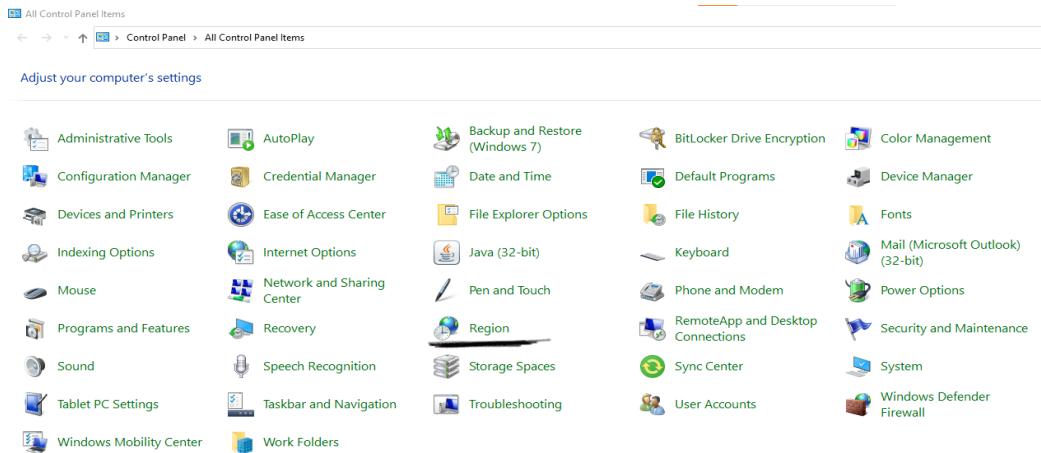 All Control Panel Items
Control Panel > All Control Panel Items
Adjust your computer's settings
Administrative Tools
AutoPlay
Backup and Restore
(Windows 7)
BitLocker Drive Encryption
Color Management
Configuration Manager
Credential Manager
Date and Time
Default Programs
Device Manager
Devices and Printers
Ease of Access Center
File Explorer Options
File History
Fonts
Indexing Options
Internet Options
Java (32-bit)
Keyboard
Mail (Microsoft Outlook)
(32-bit)
Mouse
Network and Sharing
Center
Pen and Touch
Phone and Modem
Power Options
Programs and Features
Recovery
Region
RemoteApp and Desktop
Connections
Security and Maintenance
Sound
Speech Recognition
Storage Spaces
Sync Center
System
Tablet PC Settings
Taskbar and Navigation
Troubleshooting
User Accounts
Windows Defender
Firewall
Windows Mobility Center
Work Folders